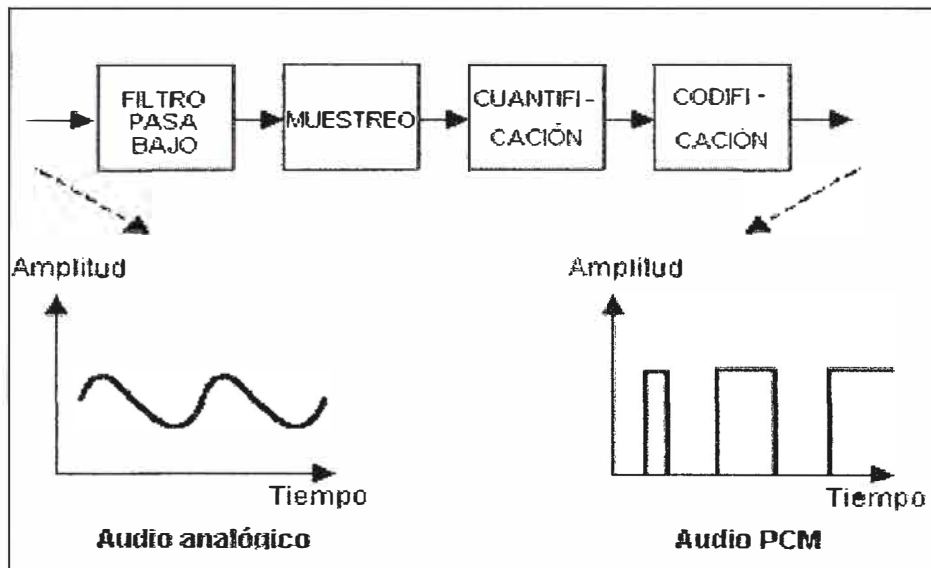 FILTRO
PASA
BAJO
MUESTREO
CUANTIFI -
CACIÓN
CODIFI -
CACIÓN
Amplitud
Amplitud
Tiempo
Tiempo
Audio analógico
Audio PCM